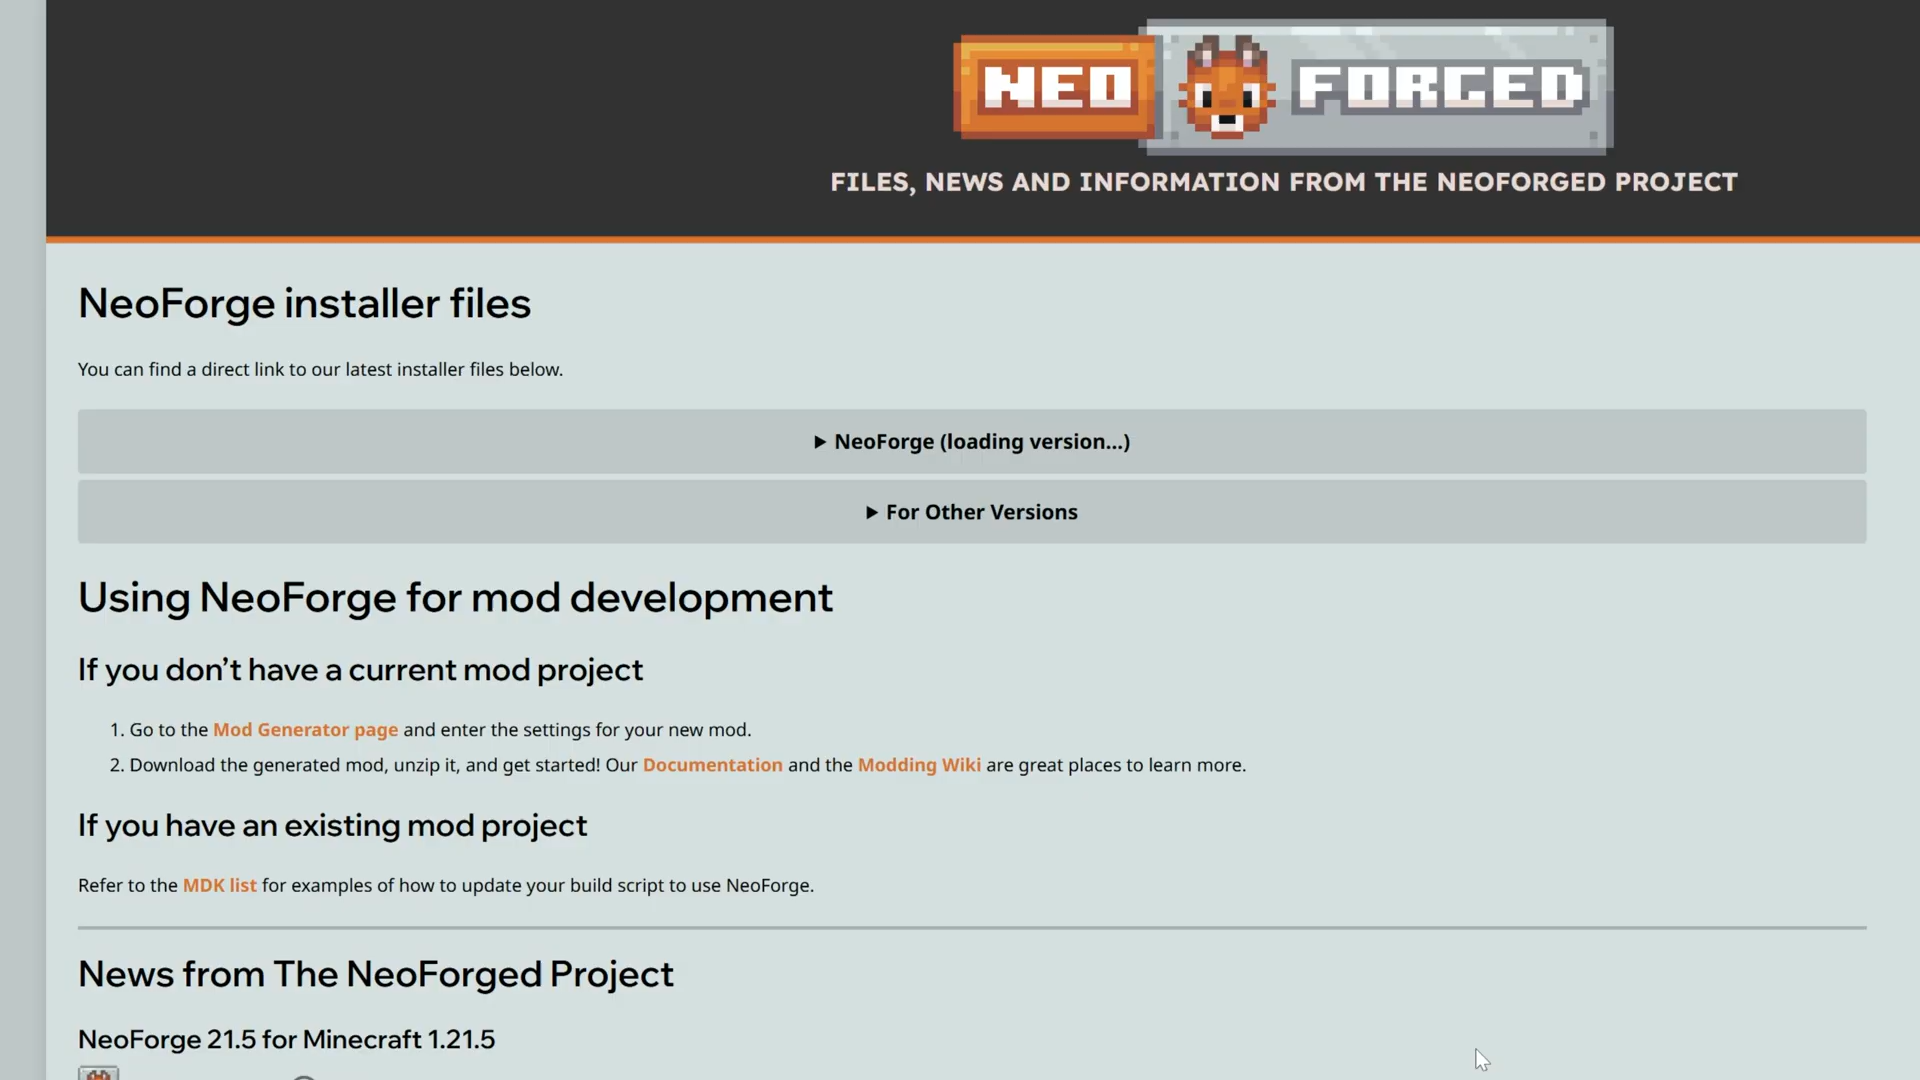 NEO FORGED
FILES, NEWS AND INFORMATION FROM THE NEOFORGED PROJECT
NeoForge installer files
You can find a direct link to our latest installer files below.
▶ NeoForge (loading version...)
▶ For Other Versions
Using NeoForge for mod development
If you don’t have a current mod project
1. Go to the Mod Generator page and enter the settings for your new mod.
2. Download the generated mod, unzip it, and get started! Our Documentation and the Modding Wiki are great places to learn more.
If you have an existing mod project
Refer to the MDK list for examples of how to update your build script to use NeoForge.
News from The NeoForged Project
NeoForge 21.5 for Minecraft 1.21.5